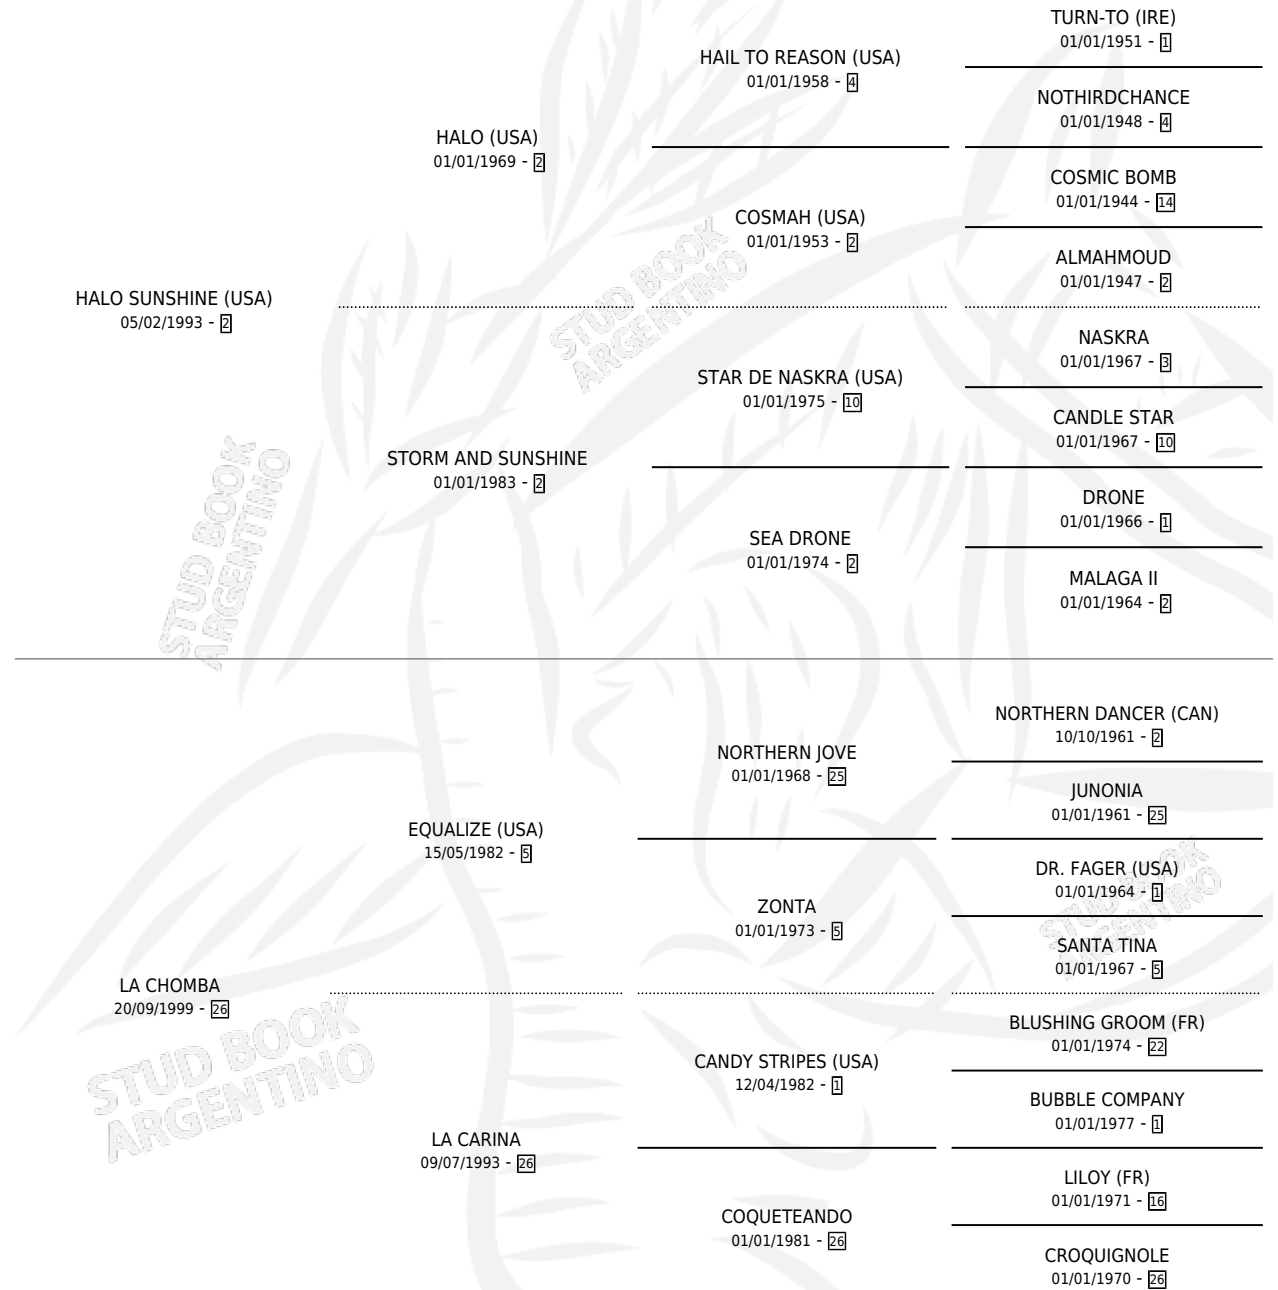 TURN-TO (IRE)
01/01/1951 - 1
HAIL TO REASON (USA)
01/01/1958 - 4
NOTHIRDCHANCE
01/01/1948 - 4
HALO (USA)
01/01/1969 - 2
COSMIC BOMB
01/01/1944 - 14
COSMAH (USA)
01/01/1953 - 2
ALMAHMOUD
01/01/1947 - 2
HALO SUNSHINE (USA)
05/02/1993 - 2
NASKRA
01/01/1967 - 3
STAR DE NASKRA (USA)
01/01/1975 - 10
CANDLE STAR
01/01/1967 - 10
STORM AND SUNSHINE
01/01/1983 - 2
DRONE
01/01/1966 - 1
SEA DRONE
01/01/1974 - 2
MALAGA II
01/01/1964 - 2
NORTHERN DANCER (CAN)
10/10/1961 - 2
NORTHERN JOVE
01/01/1968 - 25
JUNONIA
01/01/1961 - 25
EQUALIZE (USA)
15/05/1982 - 5
DR. FAGER (USA)
01/01/1964 - 1
ZONTA
01/01/1973 - 5
SANTA TINA
01/01/1967 - 5
LA CHOMBA
20/09/1999 - 26
BLUSHING GROOM (FR)
01/01/1974 - 22
CANDY STRIPES (USA)
12/04/1982 - 1
BUBBLE COMPANY
01/01/1977 - 1
LA CARINA
09/07/1993 - 26
LILOY (FR)
01/01/1971 - 16
COQUETEANDO
01/01/1981 - 26
CROQUIGNOLE
01/01/1970 - 26
STUD BOOK
ARGENTINO
STUD BOOK
ARGENTINO
STUD BOOK
ARGENTINO
STUD BOOK
ARGENTINO